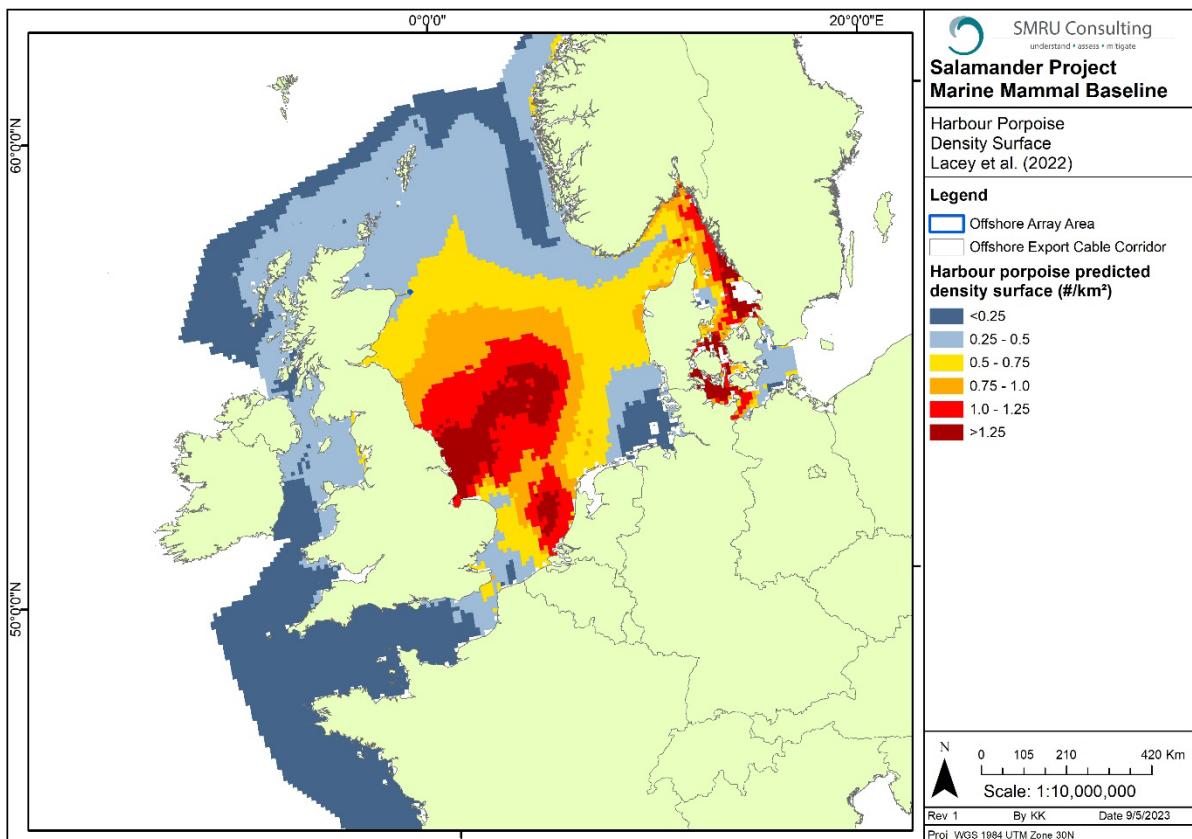 0°0'0"
20°0'0"E
60°0'0"N
50°0'0"N
SMRU Consulting
understand • assess • mitigate
Salamander Project
Marine Mammal Baseline
Harbour Porpoise
Density Surface
Lacey et al. (2022)
Legend
Offshore Array Area
Offshore Export Cable Corridor
Harbour porpoise predicted
density surface (#/km²)
<0.25
0.25 - 0.5
0.5 - 0.75
0.75 - 1.0
1.0 - 1.25
>1.25
N
0 105 210 420 Km
Scale: 1:10,000,000
Rev 1 By KK Date 9/5/2023
Proj WGS 1984 UTM Zone 30N